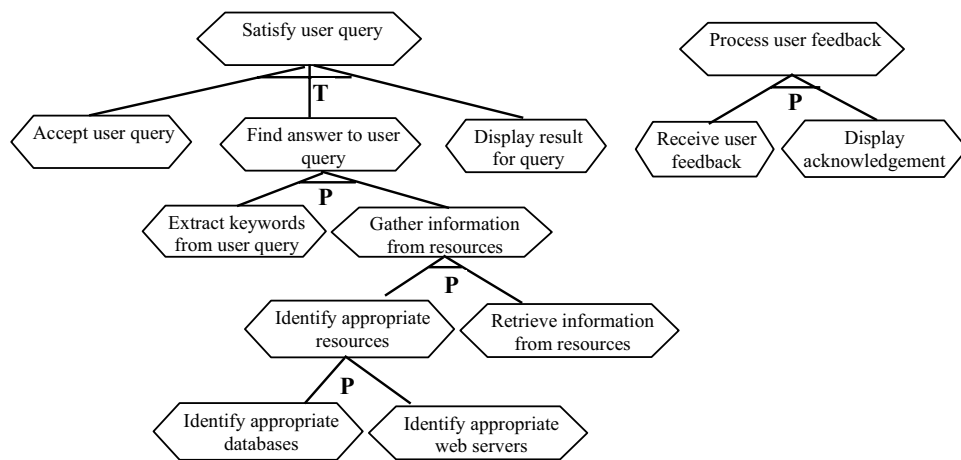 Satisfy user query
Process user feedback
T
P
Accept user query
Find answer to user
query
Display result
for query
Receive user
feedback
Display
acknowledgement
P
Extract keywords
from user query
Gather information
from resources
P
Identify appropriate
resources
Retrieve information
from resources
P
Identify appropriate
databases
Identify appropriate
web servers